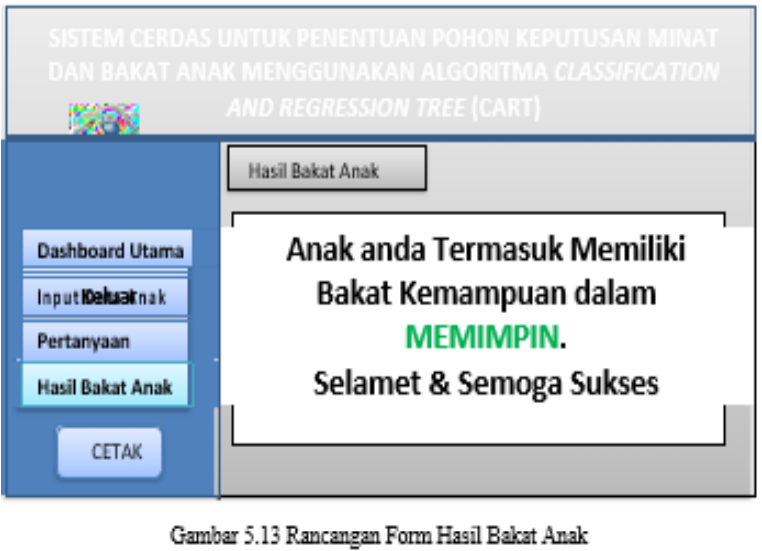 SISTEM CERDAS UNTUK PENENTUAN POHON KEPUTUSAN MINAT
DAN BAKAT ANAK MENGGUNAKAN ALGORITMA CLASSIFICATION
AND REGRESSION TREE (CART)
Hasil Bakat Anak
Dashboard Utama
Input Keluar nak
Pertanyaan
Hasil Bakat Anak
CETAK
Anak anda Termasuk Memiliki
Bakat Kemampuan dalam
MEMIMPIN.
Selamet & Semoga Sukses
Gambar 5.13 Rancangan Form Hasil Bakat Anak